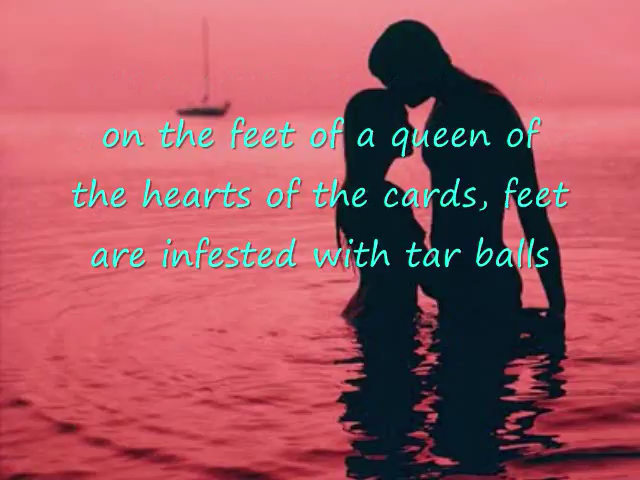 on the feet of a queen of
the hearts of the cards, feet
are infested with tar balls